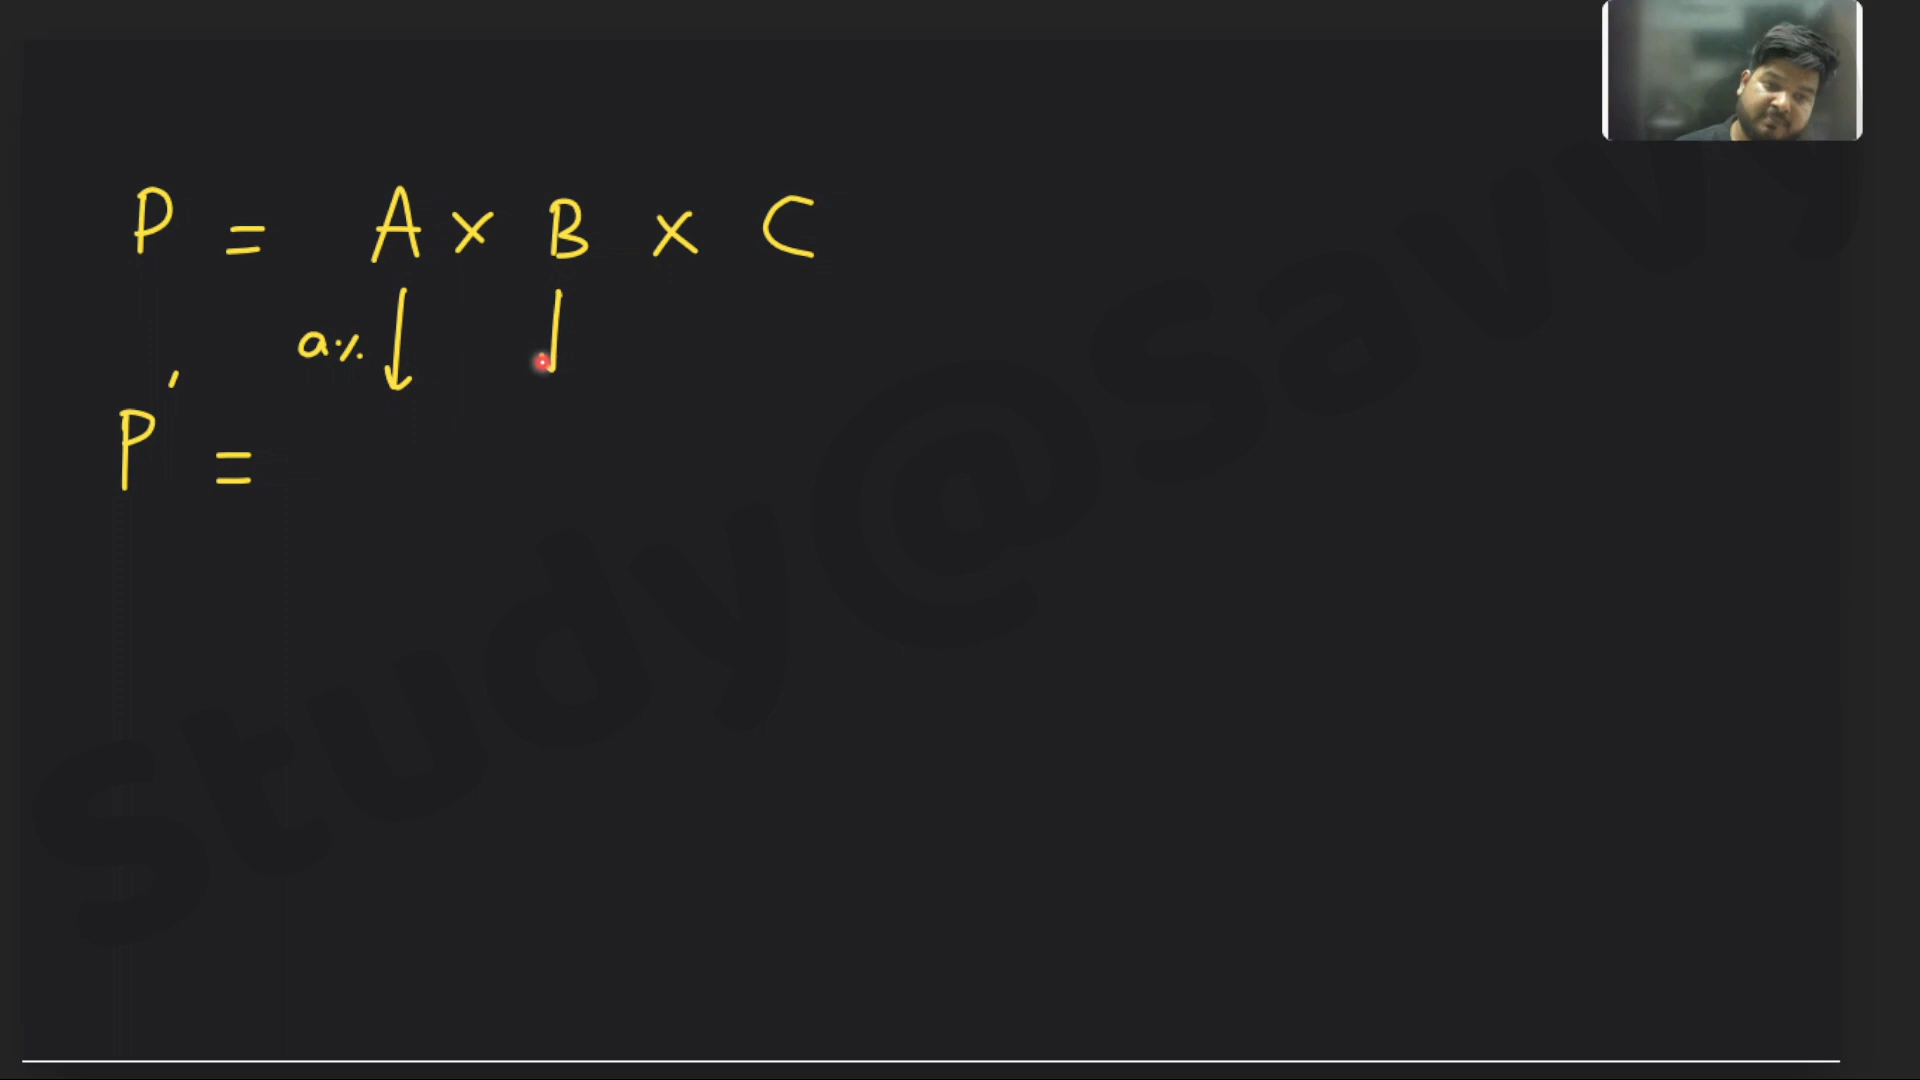 P = A × B × C
a%
P' =
Study@Savvy